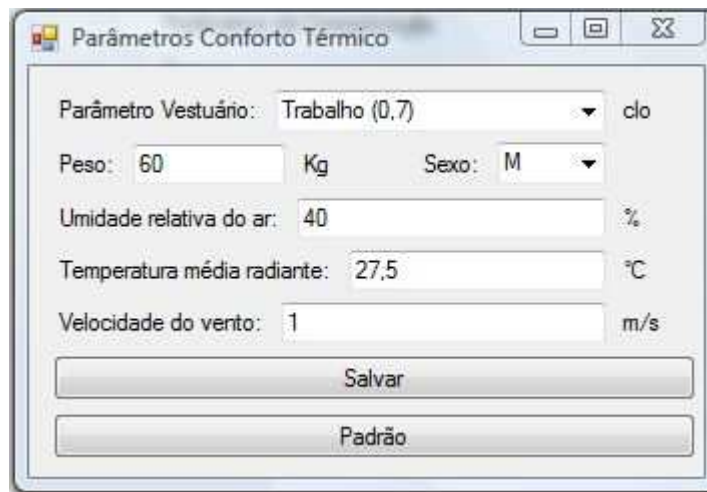 Parâmetros Conforto Térmico
Parâmetro Vestuário: Trabalho (0,7) clo
Peso: 60 Kg Sexo: M
Umidade relativa do ar: 40 %
Temperatura média radiante: 27,5 °C
Velocidade do vento: 1 m/s
Salvar
Padrão